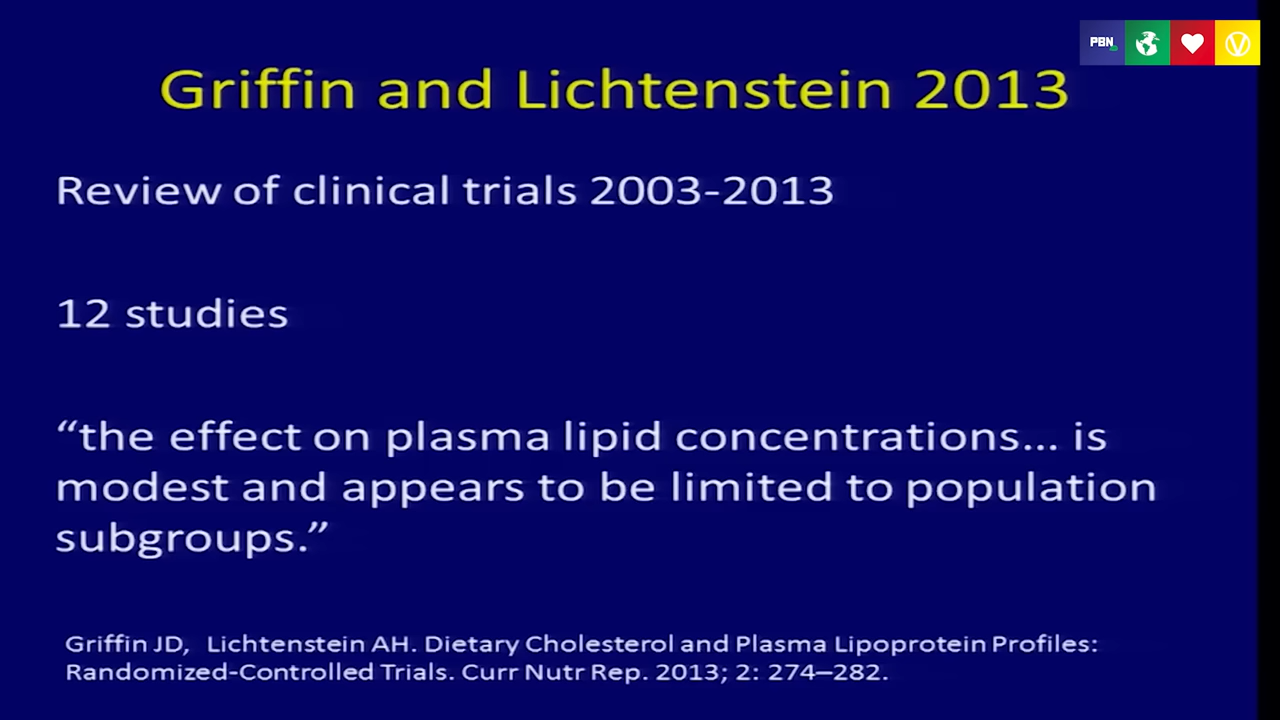 PBN
Griffin and Lichtenstein 2013
Review of clinical trials 2003-2013
12 studies
“the effect on plasma lipid concentrations... is
modest and appears to be limited to population
subgroups.”
Griffin JD, Lichtenstein AH. Dietary Cholesterol and Plasma Lipoprotein Profiles:
Randomized-Controlled Trials. Curr Nutr Rep. 2013; 2: 274–282.